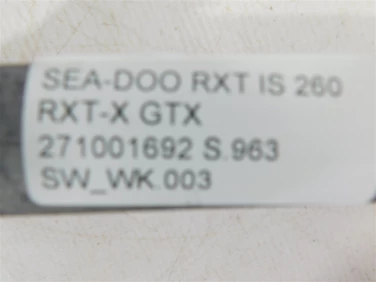 SEA-DOO RXT IS 260
RXT-X GTX
271001692 S.963
SW_WK.003